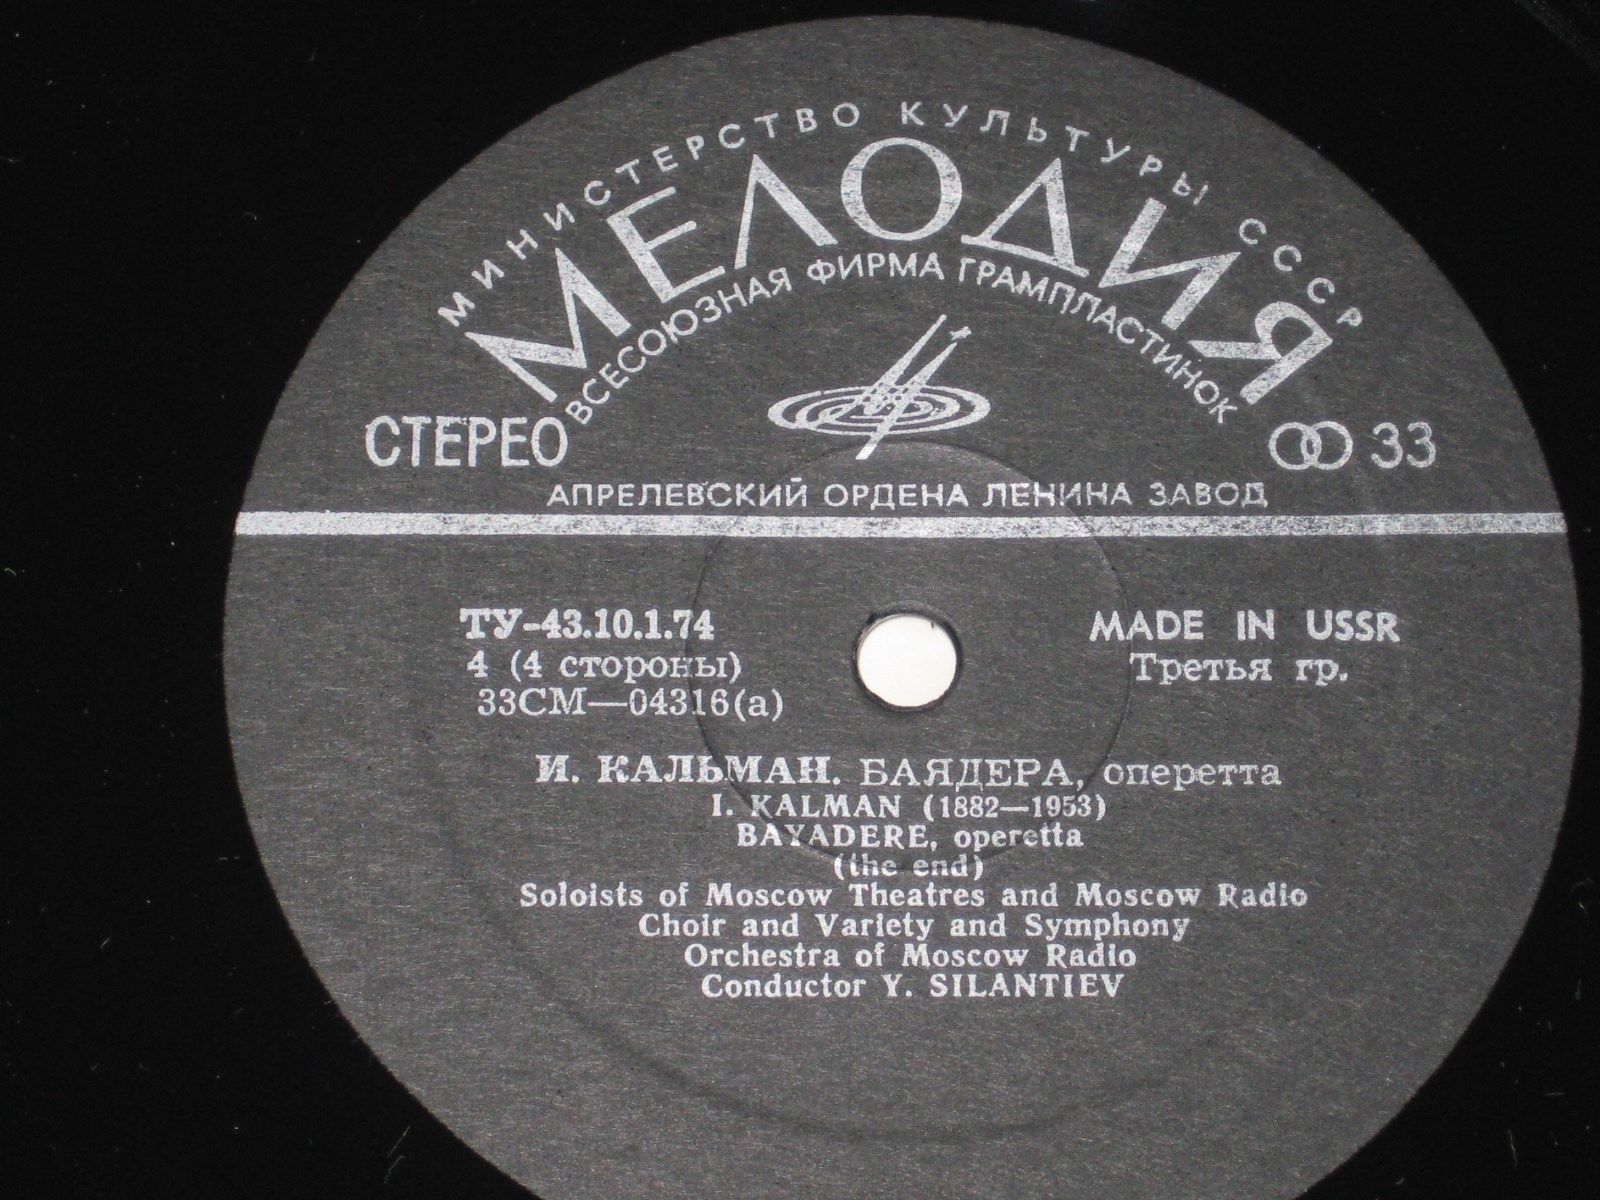 МИНИСТЕРСТВО КУЛЬТУРЫ СССР
МЕЛОДИЯ
ВСЕСОЮЗНАЯ ФИРМА ГРАМПЛАСТИНОК
СТЕРЕО
33
АПРЕЛЕВСКИЙ ОРДЕНА ЛЕНИНА ЗАВОД
ТУ-43.10.1.74
MADE IN USSR
4 (4 стороны)
Третья гр.
33СМ—04316(а)
И. КАЛЬМАН. БАЯДЕРА, оперетта
I. KALMAN (1882—1953)
BAYADERE, operetta
(the end)
Soloists of Moscow Theatres and Moscow Radio
Choir and Variety and Symphony
Orchestra of Moscow Radio
Conductor Y. SILANTIEV